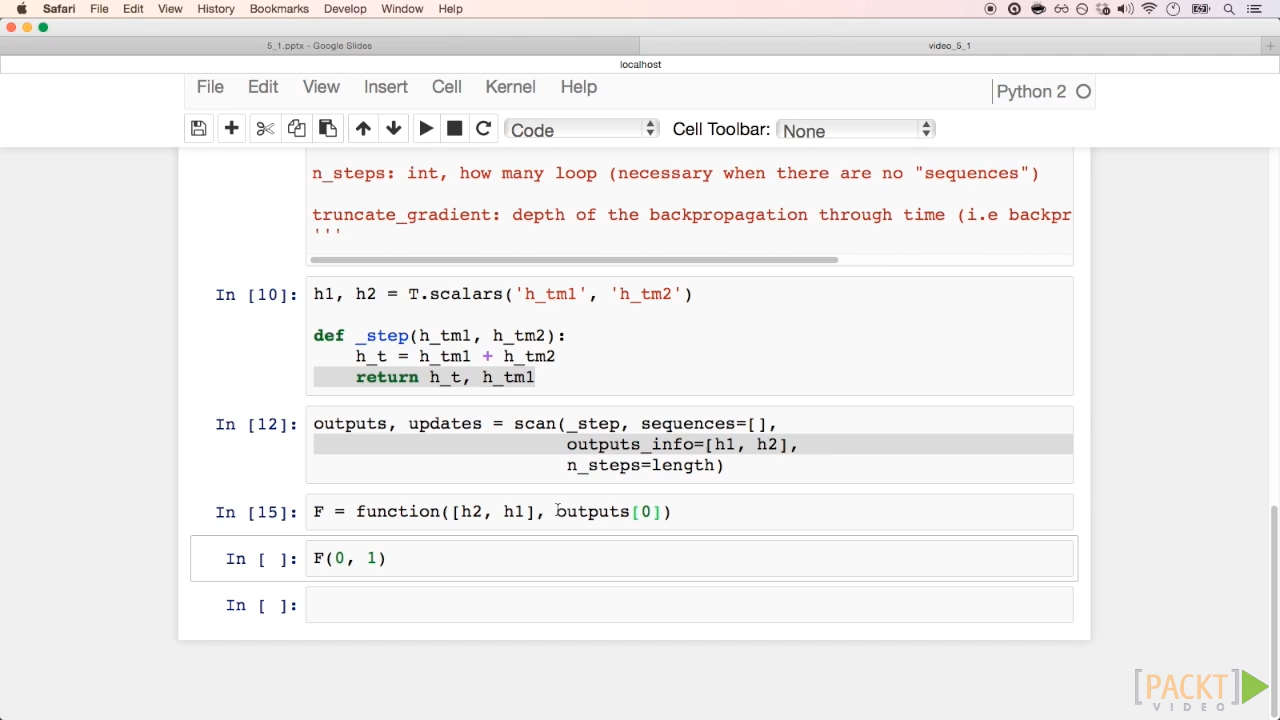 Safari File Edit View History Bookmarks Develop Window Help
5_1.pptx - Google Slides video_5_1
localhost
File Edit View Insert Cell Kernel Help Python 2
Code Cell Toolbar: None
n_steps: int, how many loop (necessary when there are no "sequences")
truncate_gradient: depth of the backpropagation through time (i.e backpr
'''
In [10]: h1, h2 = T.scalars('h_tm1', 'h_tm2')
def _step(h_tm1, h_tm2):
h_t = h_tm1 + h_tm2
return h_t, h_tm1
In [12]: outputs, updates = scan(_step, sequences=[],
outputs_info=[h1, h2],
n_steps=length)
In [15]: F = function([h2, h1], outputs[0])
In [ ]: F(0, 1)
In [ ]:
[PACKT]
VIDEO